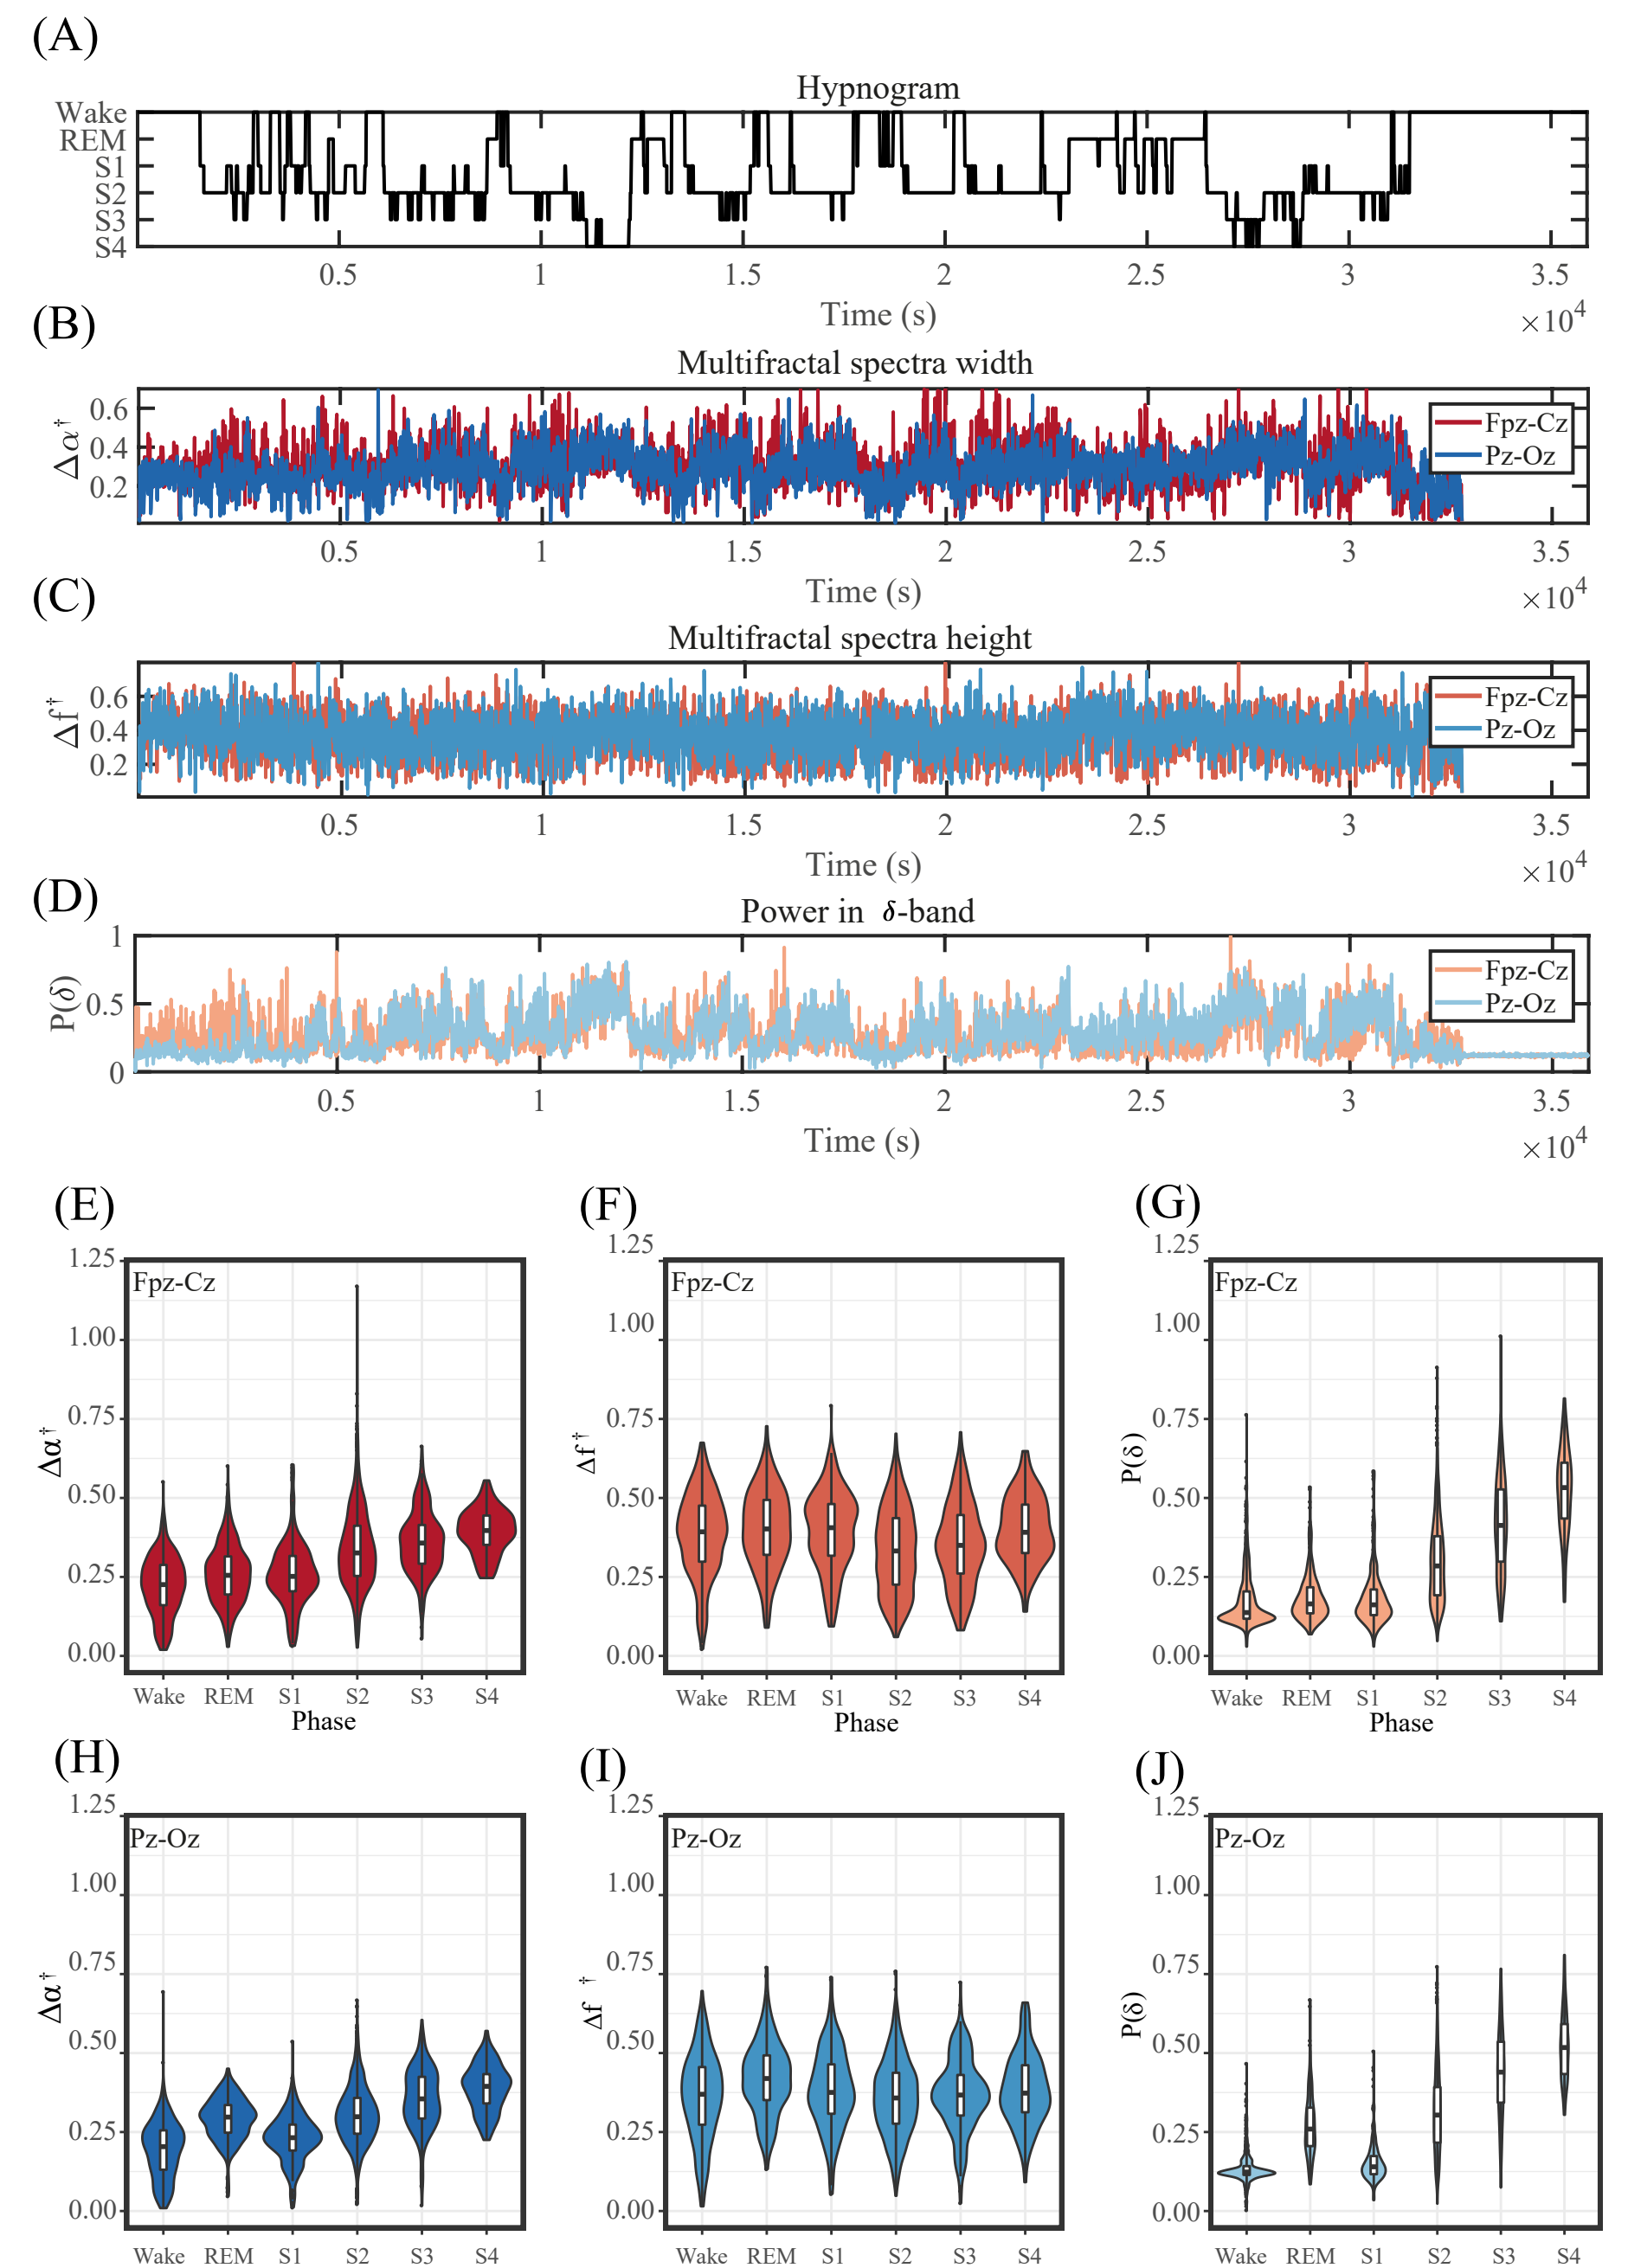 (A)
Hypnogram
Wake
REM
S1
S2
S3
S4
0.5 1 1.5 2 2.5 3 3.5
Time (s)
×10⁴
(B)
Multifractal spectra width
Δα†
0.6
0.4
0.2
Fpz-Cz
Pz-Oz
0.5 1 1.5 2 2.5 3 3.5
Time (s)
×10⁴
(C)
Multifractal spectra height
Δf†
0.6
0.4
0.2
Fpz-Cz
Pz-Oz
0.5 1 1.5 2 2.5 3 3.5
Time (s)
×10⁴
(D)
Power in δ-band
P(δ)
1
0.5
0
Fpz-Cz
Pz-Oz
0.5 1 1.5 2 2.5 3 3.5
Time (s)
×10⁴
(E)
Fpz-Cz
Δα†
1.25
1.00
0.75
0.50
0.25
0.00
Wake REM S1 S2 S3 S4
Phase
(F)
Fpz-Cz
Δf†
1.25
1.00
0.75
0.50
0.25
0.00
Wake REM S1 S2 S3 S4
Phase
(G)
Fpz-Cz
P(δ)
1.25
1.00
0.75
0.50
0.25
0.00
Wake REM S1 S2 S3 S4
Phase
(H)
Pz-Oz
Δα†
1.25
1.00
0.75
0.50
0.25
0.00
Wake REM S1 S2 S3 S4
(I)
Pz-Oz
Δf †
1.25
1.00
0.75
0.50
0.25
0.00
Wake REM S1 S2 S3 S4
(J)
Pz-Oz
P(δ)
1.25
1.00
0.75
0.50
0.25
0.00
Wake REM S1 S2 S3 S4